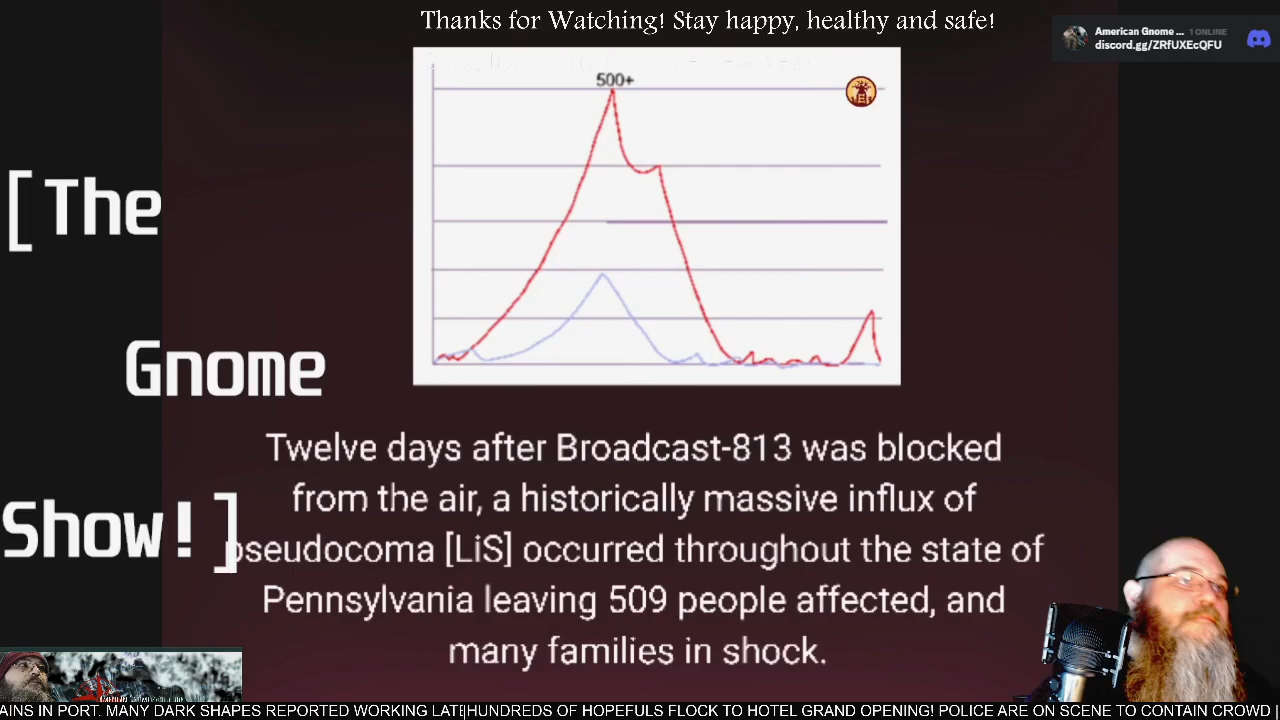 Thanks for Watching! Stay happy, healthy and safe!
American Gnome ... 1 ONLINE
discord.gg/ZRfUXEcQFU
500+
[The
Gnome
Show!]
Twelve days after Broadcast-813 was blocked
from the air, a historically massive influx of
pseudocoma [LiS] occurred throughout the state of
Pennsylvania leaving 509 people affected, and
many families in shock.
AINS IN PORT. MANY DARK SHAPES REPORTED WORKING LAT||HUNDREDS OF HOPEFULS FLOCK TO HOTEL GRAND OPENING! POLICE ARE ON SCENE TO CONTAIN CROWD |